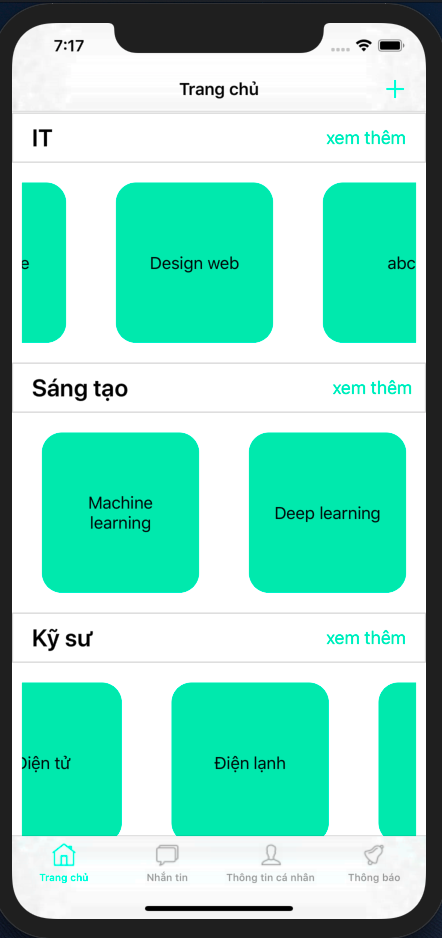 7:17
Trang chủ
IT
xem thêm
Design web
abc
Sáng tạo
xem thêm
Machine
learning
Deep learning
Kỹ sư
xem thêm
Điện tử
Điện lạnh
Trang chủ
Nhắn tin
Thông tin cá nhân
Thông báo